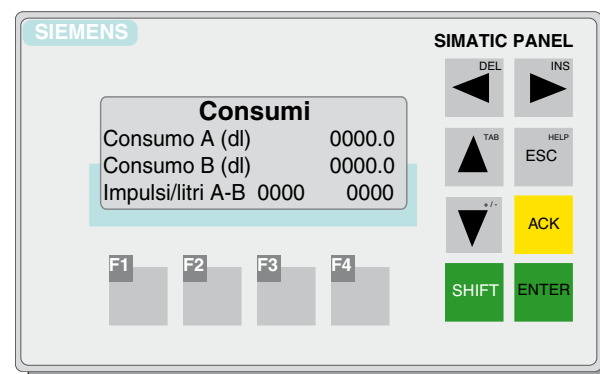 SIEMENS
SIMATIC PANEL
DEL
INS
Consumi
Consumo A (dl) 0000.0
Consumo B (dl) 0000.0
Impulsi/litri A-B 0000 0000
TAB
HELP
ESC
+/-
ACK
F1
F2
F3
F4
SHIFT
ENTER